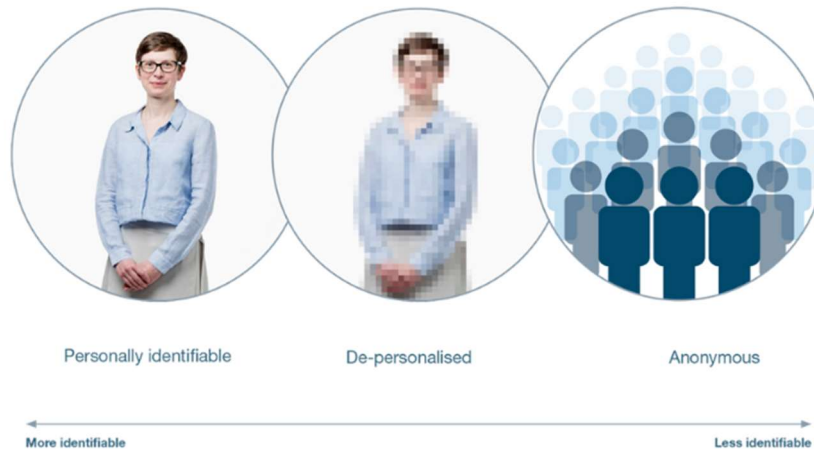 Personally identifiable
De-personalised
Anonymous
More identifiable
Less identifiable